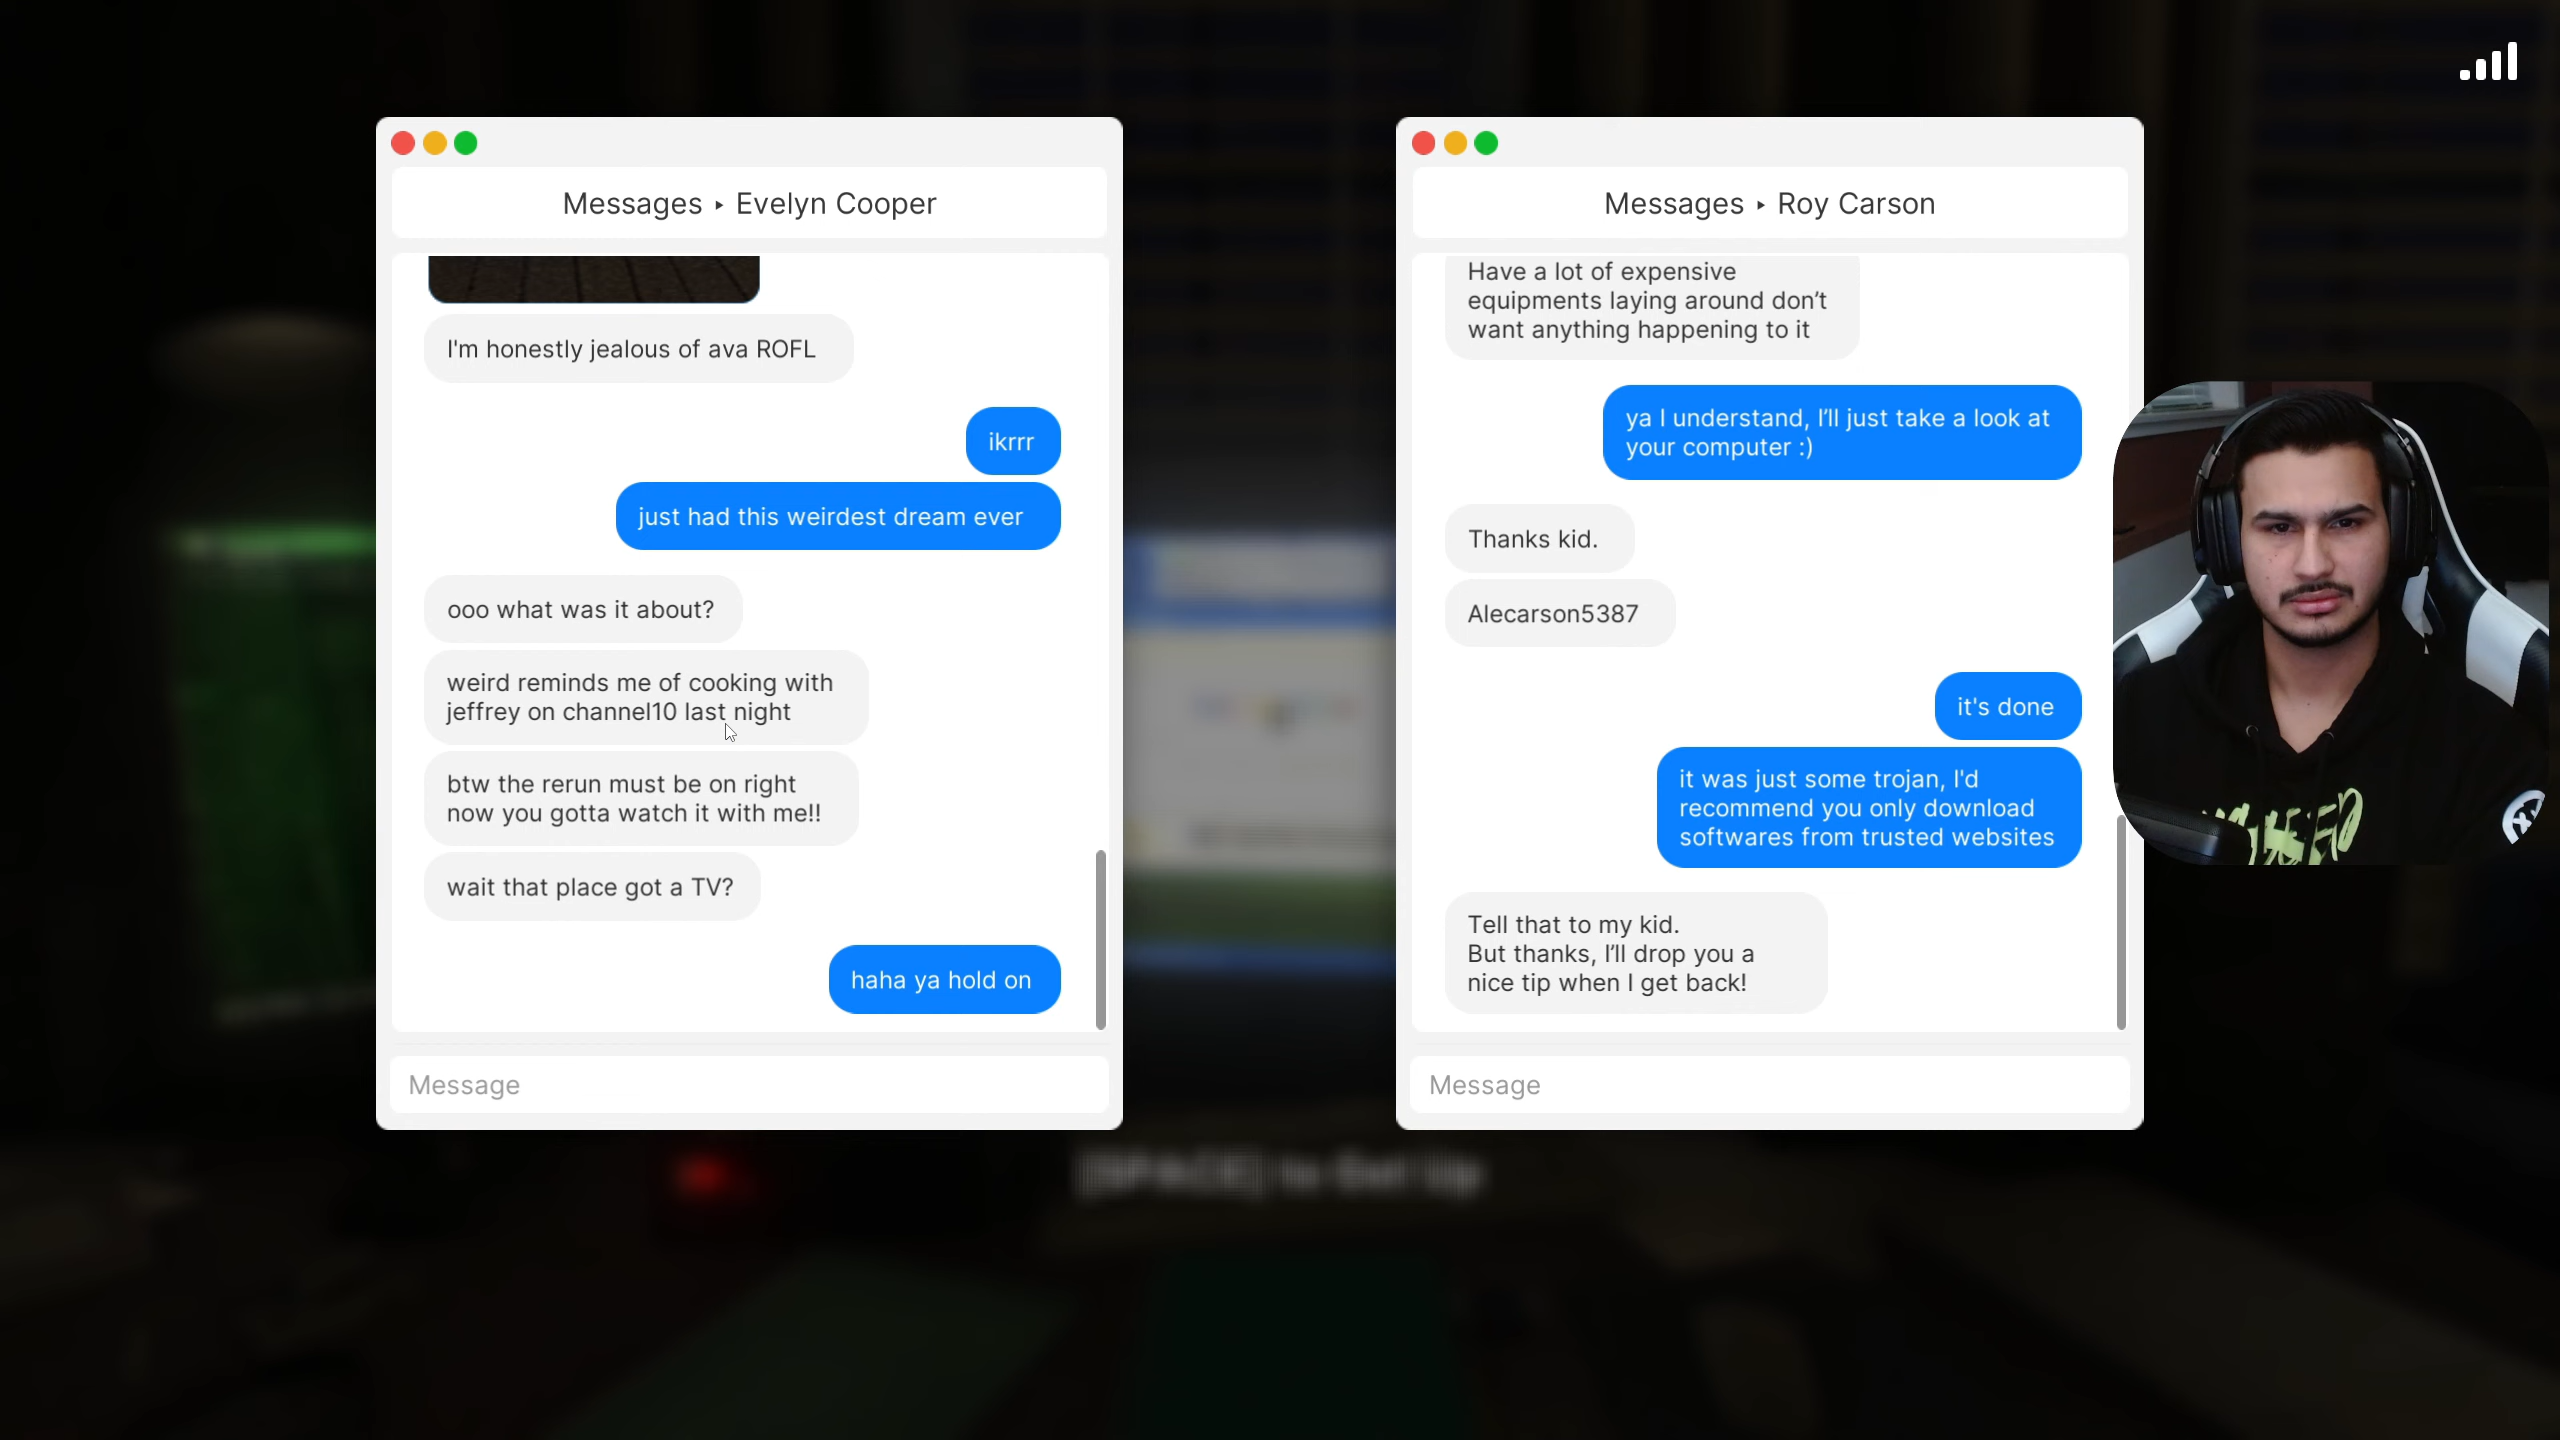 Messages ▸ Evelyn Cooper
I'm honestly jealous of ava ROFL
ikrrr
just had this weirdest dream ever
ooo what was it about?
weird reminds me of cooking with
jeffrey on channel10 last night
btw the rerun must be on right
now you gotta watch it with me!!
wait that place got a TV?
haha ya hold on
Message
Messages ▸ Roy Carson
Have a lot of expensive
equipments laying around don’t
want anything happening to it
ya I understand, I’ll just take a look at
your computer :)
Thanks kid.
Alecarson5387
it's done
it was just some trojan, I'd
recommend you only download
softwares from trusted websites
Tell that to my kid.
But thanks, I’ll drop you a
nice tip when I get back!
Message
[SPACE] to Get Up